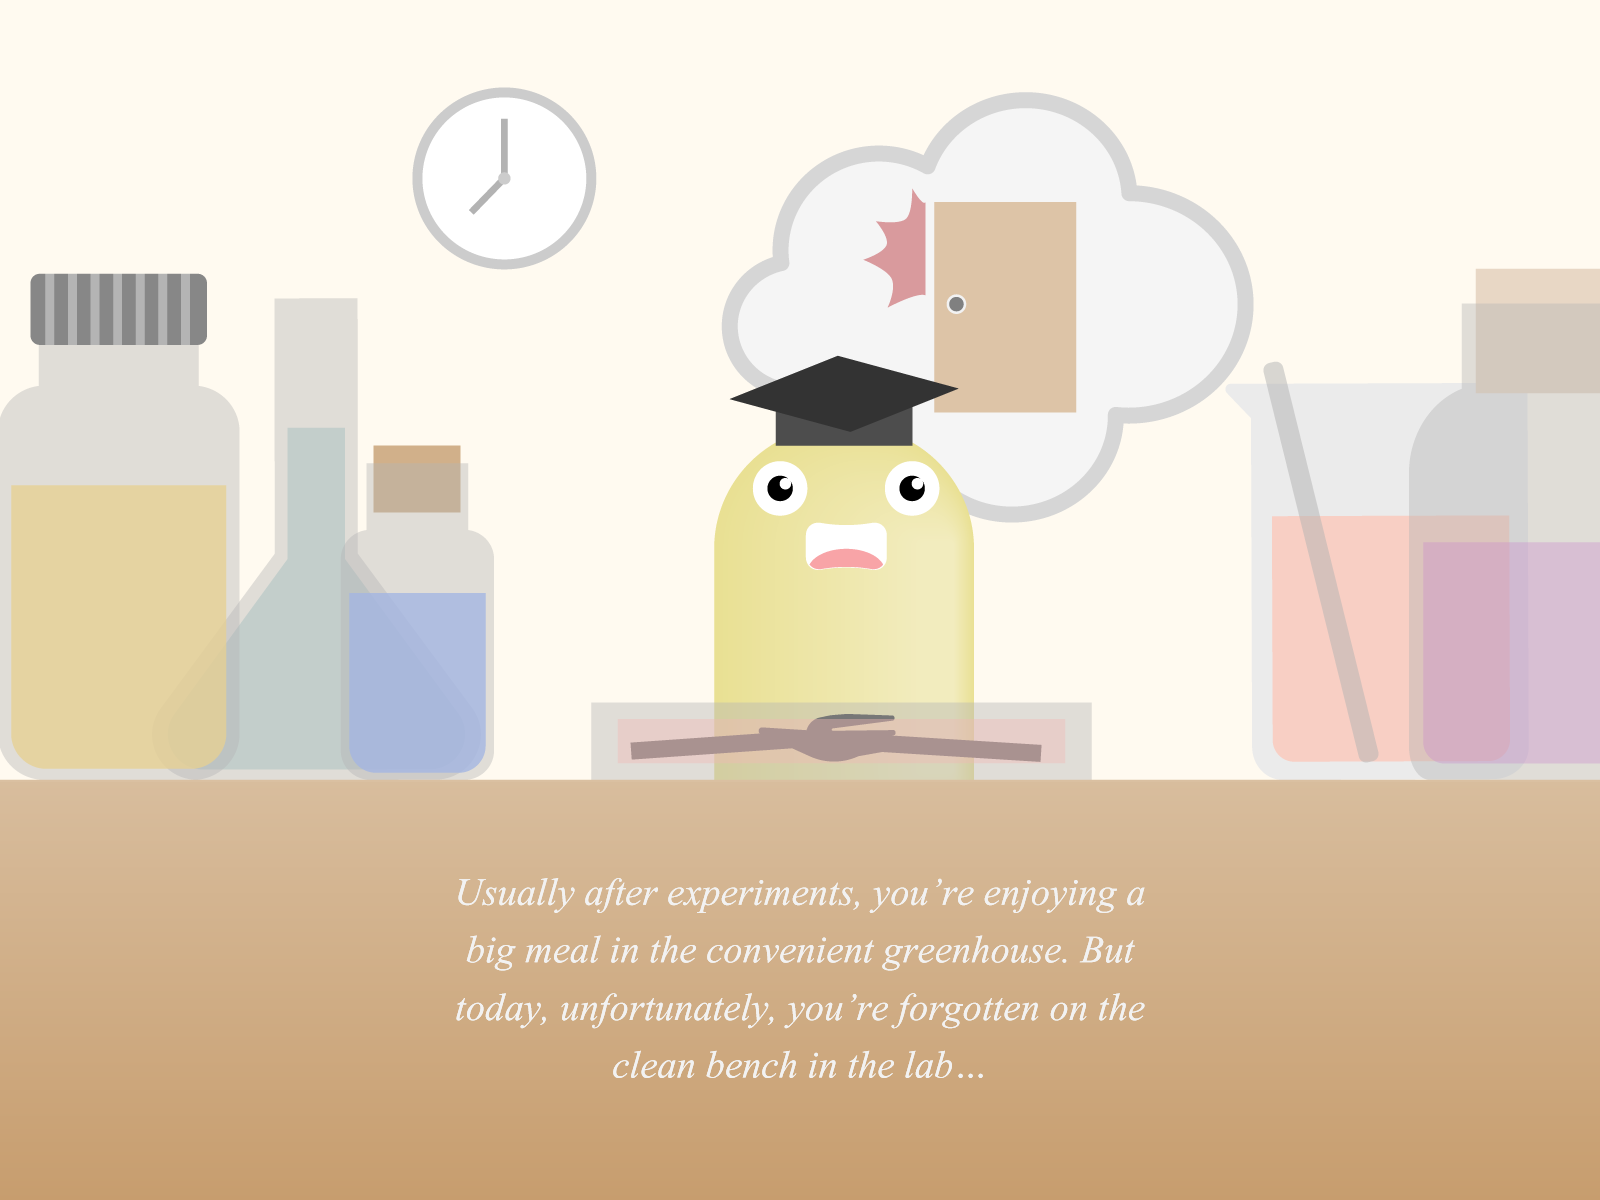 Usually after experiments, you’re enjoying a
big meal in the convenient greenhouse. But
today, unfortunately, you’re forgotten on the
clean bench in the lab…